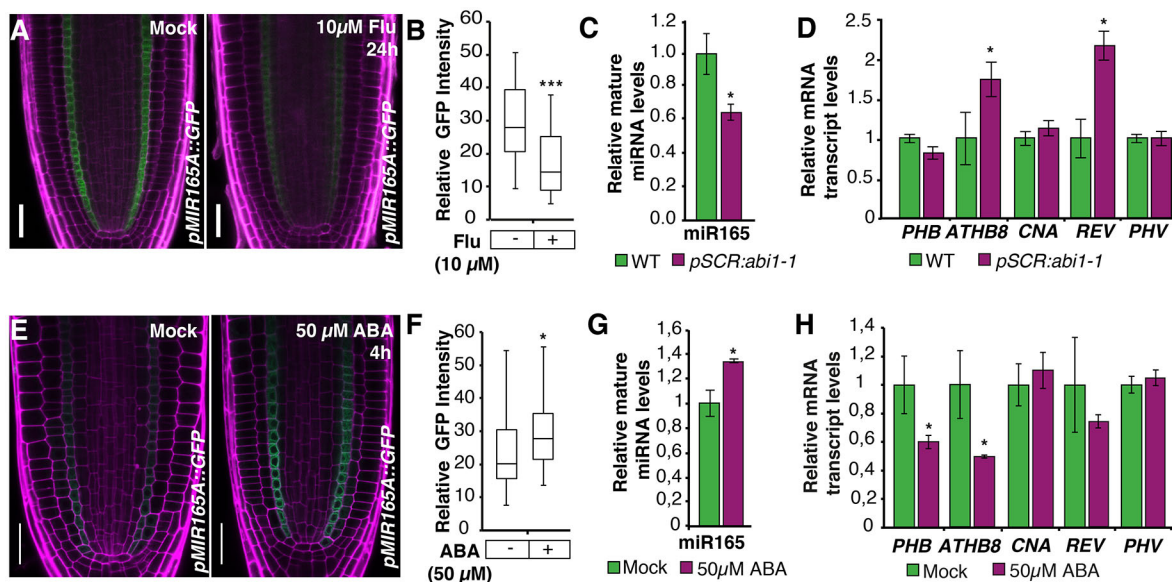 A
Mock
pMIR165A::GFP
10µM Flu
24h
pMIR165A::GFP
B
Relative GFP Intensity
60
50
40
30
20
10
0
***
Flu - +
(10 µM)
C
Relative mature
miRNA levels
1.2
1.0
0.8
0.6
0.4
0.2
0.0
*
miR165
WT pSCR:abi1-1
D
Relative mRNA
transcript levels
2.5
2
1.5
1
0.5
0
* *
PHB ATHB8 CNA REV PHV
WT pSCR:abi1-1
E
Mock
pMIR165A::GFP
50 µM ABA
4h
pMIR165A::GFP
F
Relative GFP Intensity
60
50
40
30
20
10
0
*
ABA - +
(50 µM)
G
Relative mature
miRNA levels
1,6
1,4
1,2
1
0,8
0,6
0,4
0,2
0
*
miR165
Mock 50µM ABA
H
Relative mRNA
transcript levels
1,4
1,2
1
0,8
0,6
0,4
0
* *
PHB ATHB8 CNA REV PHV
Mock 50µM ABA